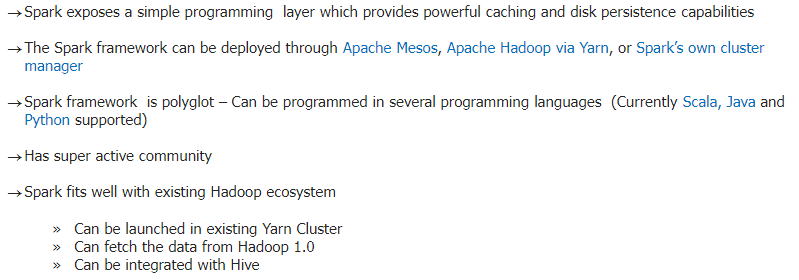 →Spark exposes a simple programming  layer which provides powerful caching and disk persistence capabilities
→The Spark framework can be deployed through Apache Mesos, Apache Hadoop via Yarn, or Spark’s own cluster
manager
→Spark framework  is polyglot – Can be programmed in several programming languages  (Currently Scala, Java and
Python supported)
→Has super active community
→Spark fits well with existing Hadoop ecosystem
» Can be launched in existing Yarn Cluster
» Can fetch the data from Hadoop 1.0
» Can be integrated with Hive